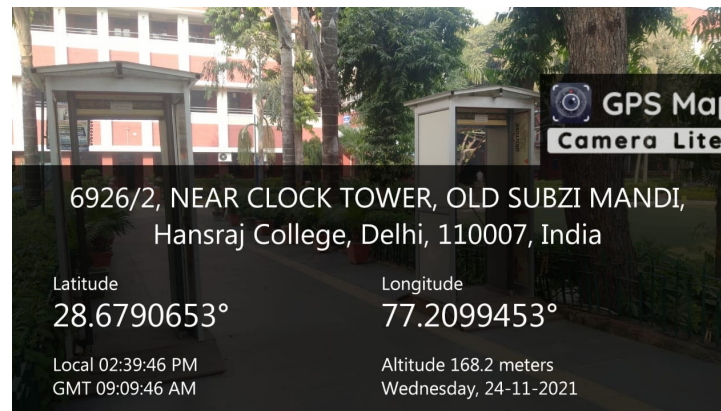 GPS Ma
Camera Lite
6926/2, NEAR CLOCK TOWER, OLD SUBZI MANDI,
Hansraj College, Delhi, 110007, India
Latitude
28.6790653°
Longitude
77.2099453°
Local 02:39:46 PM
GMT 09:09:46 AM
Altitude 168.2 meters
Wednesday, 24-11-2021